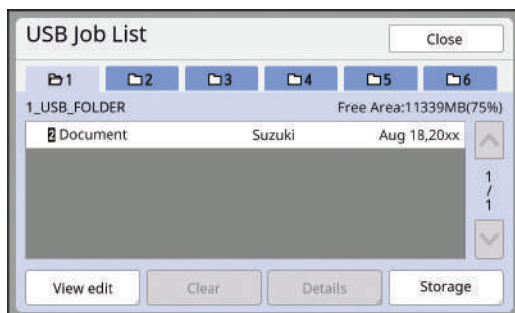 USB Job List
Close
1 2 3 4 5 6
1_USB_FOLDER Free Area:11339MB(75%)
2 Document Suzuki Aug 18,20xx
1
/
1
View edit Clear Details Storage